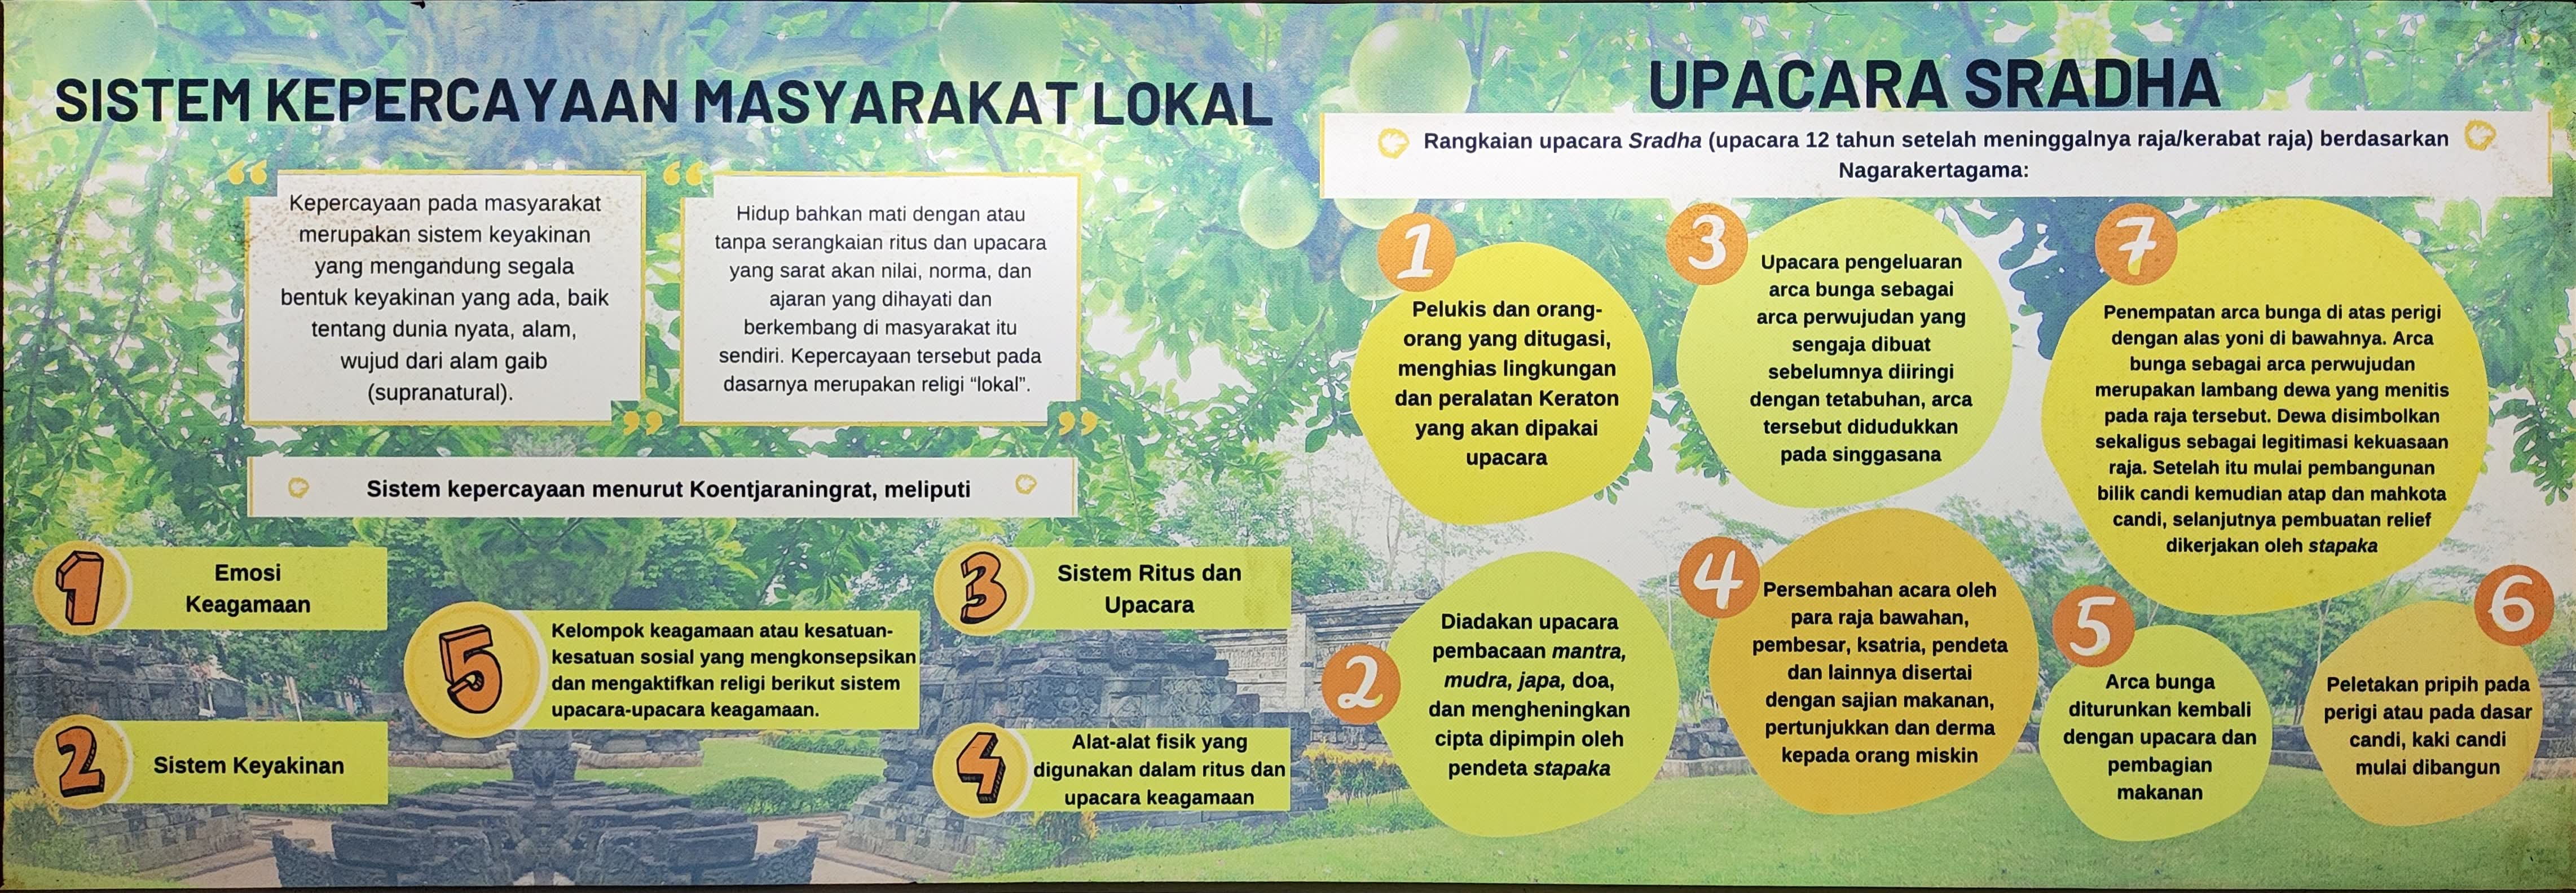 SISTEM KEPERCAYAAN MASYARAKAT LOKAL
“
Kepercayaan pada masyarakat
merupakan sistem keyakinan
yang mengandung segala
bentuk keyakinan yang ada, baik
tentang dunia nyata, alam,
wujud dari alam gaib
(supranatural).
”
“
Hidup bahkan mati dengan atau
tanpa serangkaian ritus dan upacara
yang sarat akan nilai, norma, dan
ajaran yang dihayati dan
berkembang di masyarakat itu
sendiri. Kepercayaan tersebut pada
dasarnya merupakan religi “lokal”.
”
Sistem kepercayaan menurut Koentjaraningrat, meliputi
1
Emosi
Keagamaan
2
Sistem Keyakinan
3
Sistem Ritus dan
Upacara
4
Alat-alat fisik yang
digunakan dalam ritus dan
upacara keagamaan
5
Kelompok keagamaan atau kesatuan-
kesatuan sosial yang mengkonsepsikan
dan mengaktifkan religi berikut sistem
upacara-upacara keagamaan.
UPACARA SRADHA
Rangkaian upacara Sradha (upacara 12 tahun setelah meninggalnya raja/kerabat raja) berdasarkan
Nagarakertagama:
1
Pelukis dan orang-
orang yang ditugasi,
menghias lingkungan
dan peralatan Keraton
yang akan dipakai
upacara
2
Diadakan upacara
pembacaan mantra,
mudra, japa, doa,
dan mengheningkan
cipta dipimpin oleh
pendeta stapaka
3
Upacara pengeluaran
arca bunga sebagai
arca perwujudan yang
sengaja dibuat
sebelumnya diiringi
dengan tetabuhan, arca
tersebut didudukkan
pada singgasana
4
Persembahan acara oleh
para raja bawahan,
pembesar, ksatria, pendeta
dan lainnya disertai
dengan sajian makanan,
pertunjukkan dan derma
kepada orang miskin
5
Arca bunga
diturunkan kembali
dengan upacara dan
pembagian
makanan
6
Peletakan pripih pada
perigi atau pada dasar
candi, kaki candi
mulai dibangun
7
Penempatan arca bunga di atas perigi
dengan alas yoni di bawahnya. Arca
bunga sebagai arca perwujudan
merupakan lambang dewa yang menitis
pada raja tersebut. Dewa disimbolkan
sekaligus sebagai legitimasi kekuasaan
raja. Setelah itu mulai pembangunan
bilik candi kemudian atap dan mahkota
candi, selanjutnya pembuatan relief
dikerjakan oleh stapaka